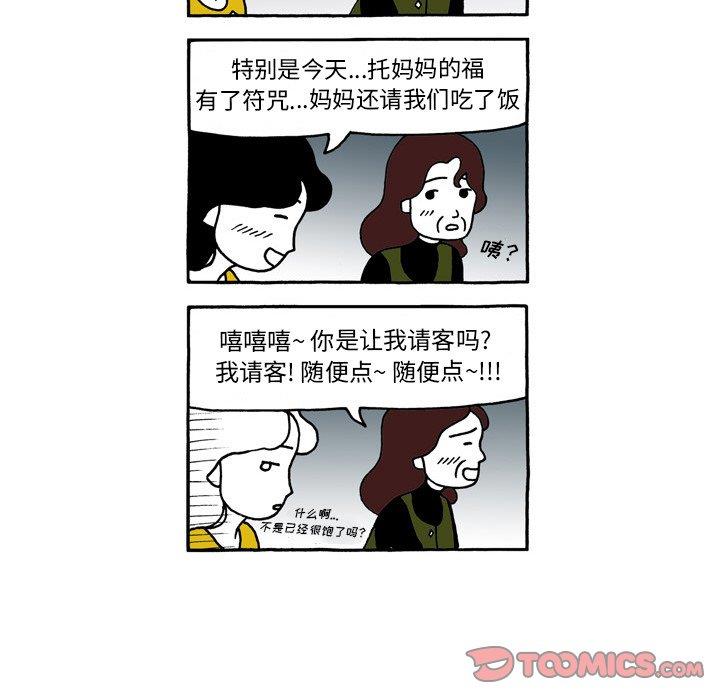 特别是今天...托妈妈的福
有了符咒...妈妈还请我们吃了饭
咦?
嘻嘻嘻~ 你是让我请客吗?
我请客! 随便点~ 随便点~!!!
什么啊...
不是已经很饱了吗?
TOOMICS.com